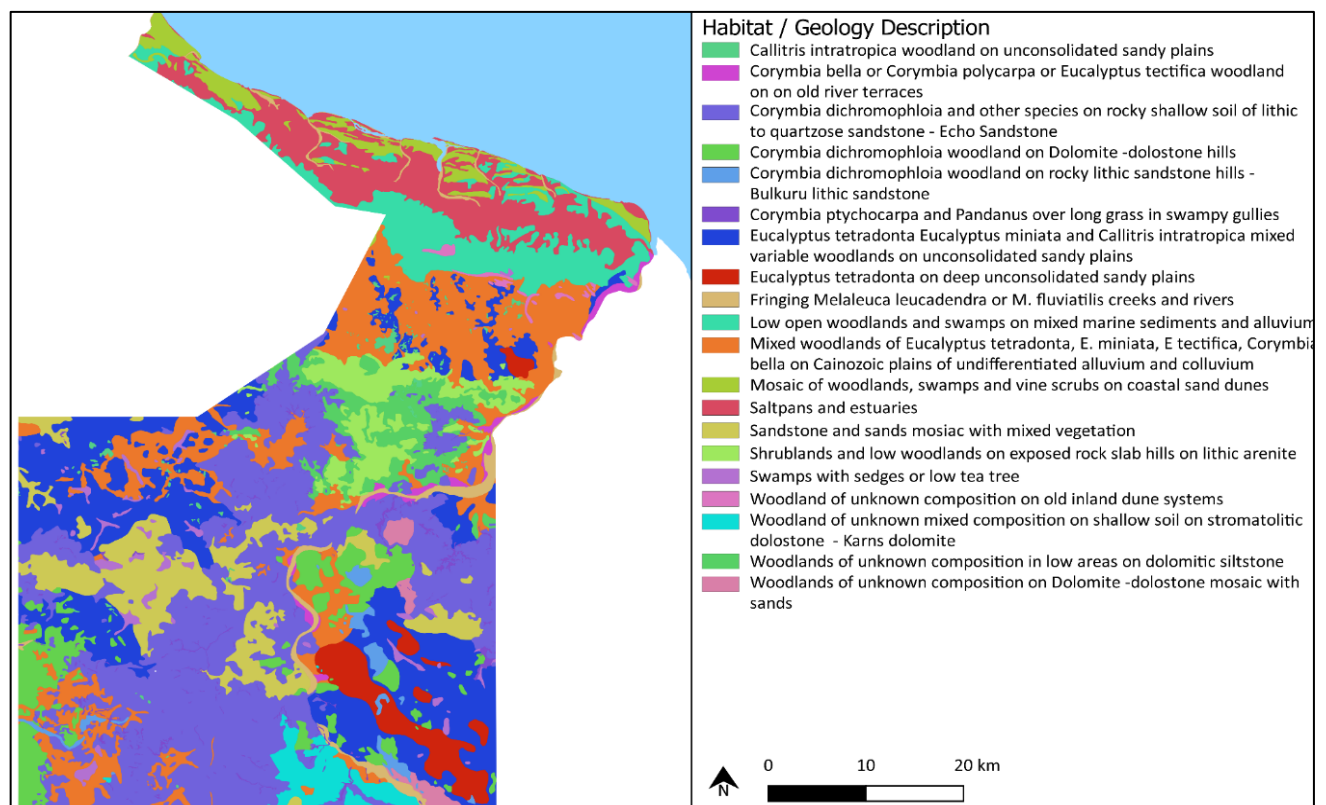 Habitat / Geology Description
Callitris intratropica woodland on unconsolidated sandy plains
Corymbia bella or Corymbia polycarpa or Eucalyptus tectifica woodland
on on old river terraces
Corymbia dichromophloia and other species on rocky shallow soil of lithic
to quartzose sandstone - Echo Sandstone
Corymbia dichromophloia woodland on Dolomite -dolostone hills
Corymbia dichromophloia woodland on rocky lithic sandstone hills -
Bulkuru lithic sandstone
Corymbia ptychocarpa and Pandanus over long grass in swampy gullies
Eucalyptus tetradonta Eucalyptus miniata and Callitris intratropica mixed
variable woodlands on unconsolidated sandy plains
Eucalyptus tetradonta on deep unconsolidated sandy plains
Fringing Melaleuca leucadendra or M. fluviatilis creeks and rivers
Low open woodlands and swamps on mixed marine sediments and alluvium
Mixed woodlands of Eucalyptus tetradonta, E. miniata, E tectifica, Corymbia
bella on Cainozoic plains of undifferentiated alluvium and colluvium
Mosaic of woodlands, swamps and vine scrubs on coastal sand dunes
Saltpans and estuaries
Sandstone and sands mosiac with mixed vegetation
Shrublands and low woodlands on exposed rock slab hills on lithic arenite
Swamps with sedges or low tea tree
Woodland of unknown composition on old inland dune systems
Woodland of unknown mixed composition on shallow soil on stromatolitic
dolostone - Karns dolomite
Woodlands of unknown composition in low areas on dolomitic siltstone
Woodlands of unknown composition on Dolomite -dolostone mosaic with
sands
0 10 20 km
N